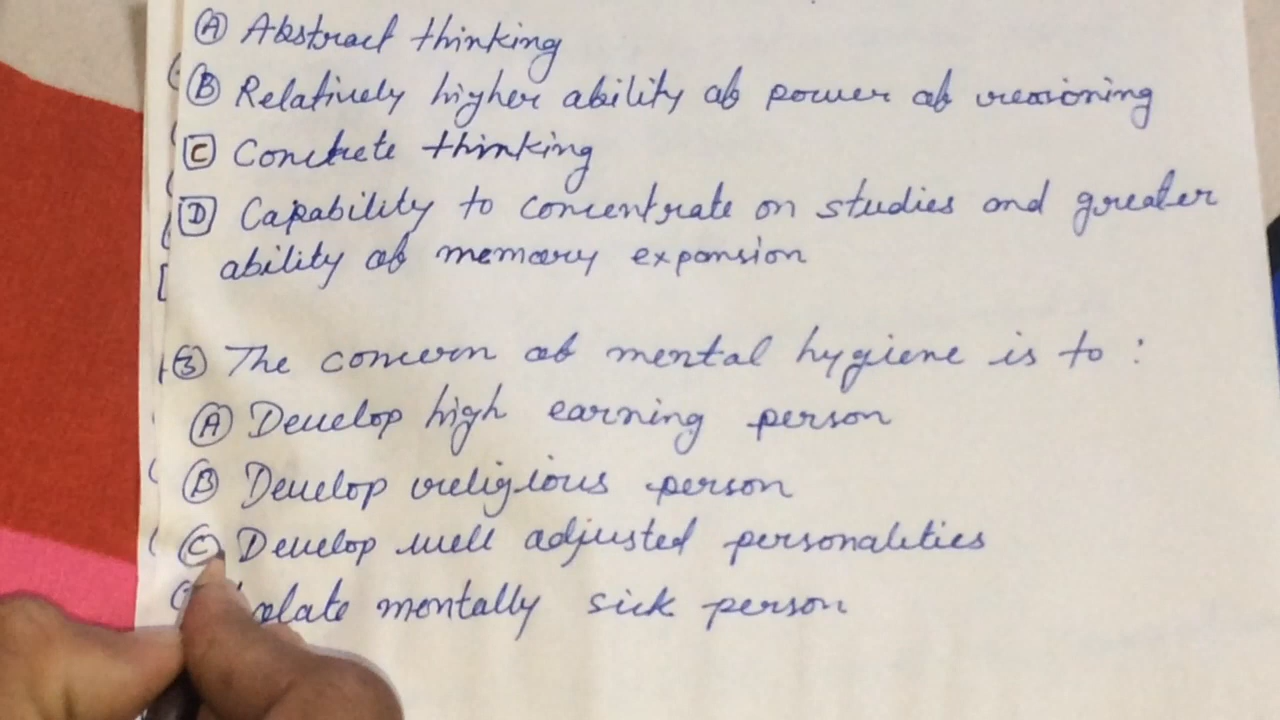 A Abstract thinking
B Relatively higher ability of power of reasoning
C Concrete thinking
D Capability to concentrate on studies and greater
ability of memory expansion
3 The concern of mental hygiene is to :
A Develop high earning person
B Develop religious person
C Develop well adjusted personalities
mentally sick person